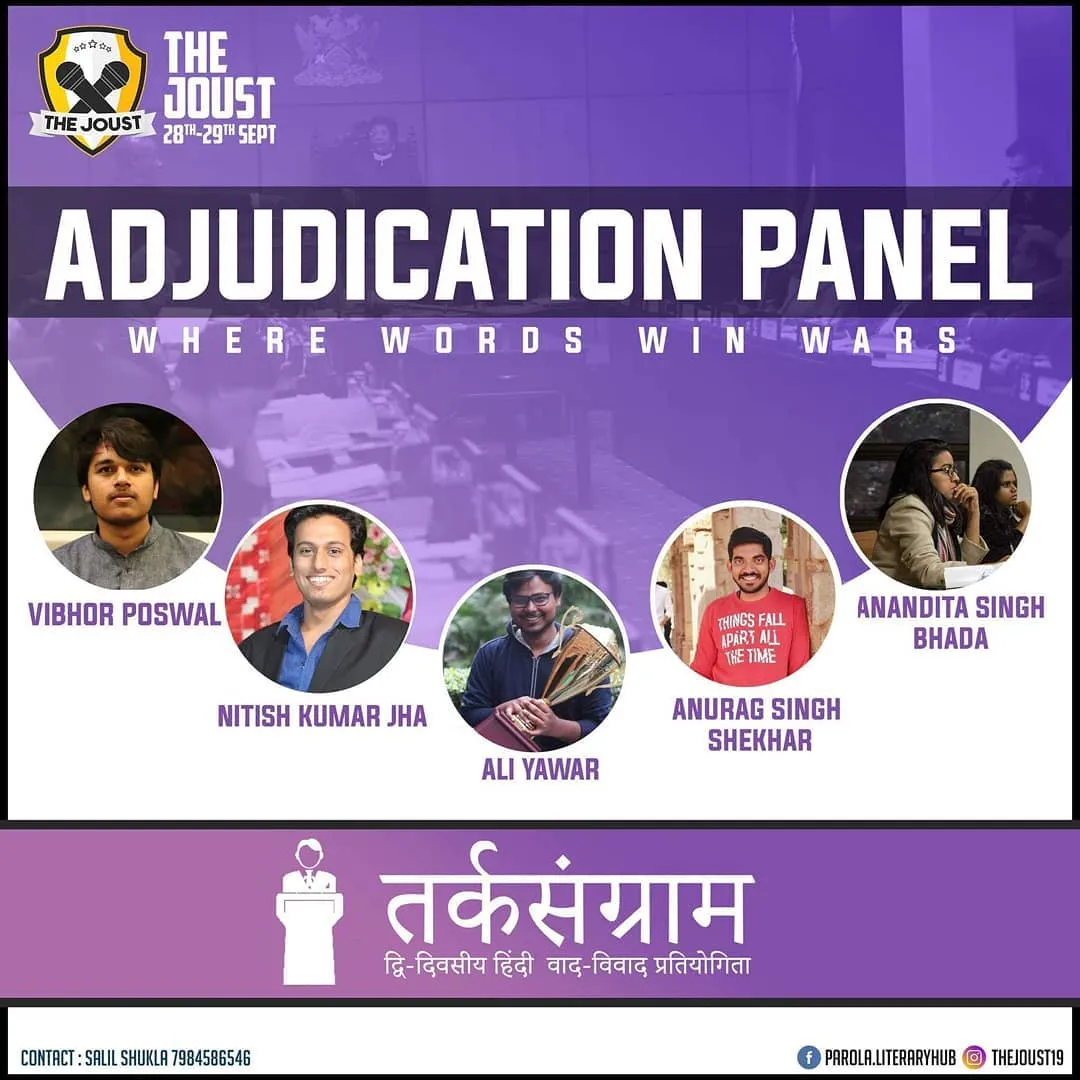 THE JOUST
THE
JOUST
28TH-29TH SEPT
ADJUDICATION PANEL
WHERE WORDS WIN WARS
VIBHOR POSWAL
NITISH KUMAR JHA
ALI YAWAR
THINGS FALL
APART ALL
THE TIME
ANURAG SINGH
SHEKHAR
ANANDITA SINGH
BHADA
तर्कसंग्राम
द्वि-दिवसीय हिंदी वाद-विवाद प्रतियोगिता
CONTACT : SALIL SHUKLA 7984586546
PAROLA.LITERARYHUB THEJOUST19